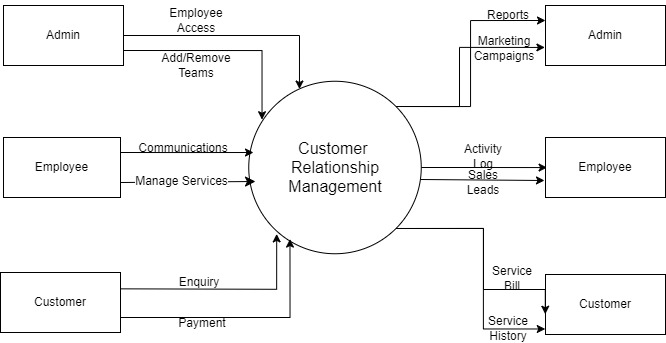 Employee
Access
Reports
Admin
Admin
Marketing
Campaigns
Add/Remove
Teams
Customer
Relationship
Management
Communications
Activity
Log
Employee
Employee
Manage Services
Sales
Leads
Enquiry
Service
Bill
Customer
Customer
Payment
Service
History